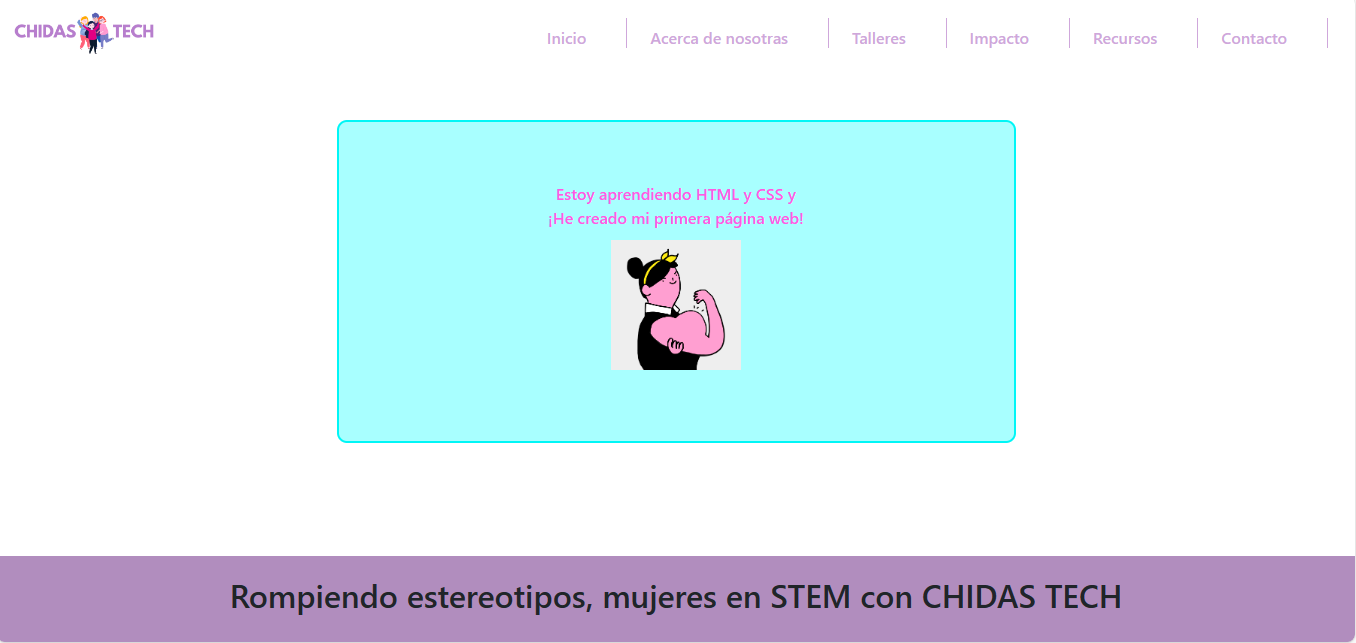 CHIDAS TECH
Inicio
Acerca de nosotras
Talleres
Impacto
Recursos
Contacto
Estoy aprendiendo HTML y CSS y
¡He creado mi primera página web!
Rompiendo estereotipos, mujeres en STEM con CHIDAS TECH